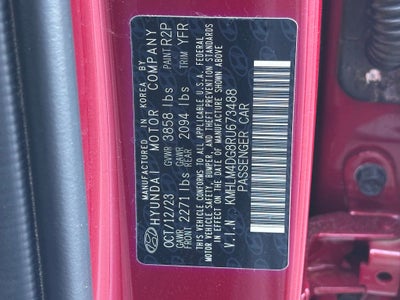 MANUFACTURED IN KOREA BY
HYUNDAI MOTOR COMPANY
OCT/12/23 GVWR 3858 lbs PAINT R2P
GAWR FRONT 2271 lbs GAWR REAR 2094 lbs TRIM YFR
THIS VEHICLE CONFORMS TO ALL APPLICABLE U.S.A. FEDERAL
MOTOR VEHICLE SAFETY, BUMPER, AND THEFT PREVENTION STANDARDS
IN EFFECT ON THE DATE OF MANUFACTURE SHOWN ABOVE
V.I.N: KMHLM4DG8RU673488
PASSENGER CAR